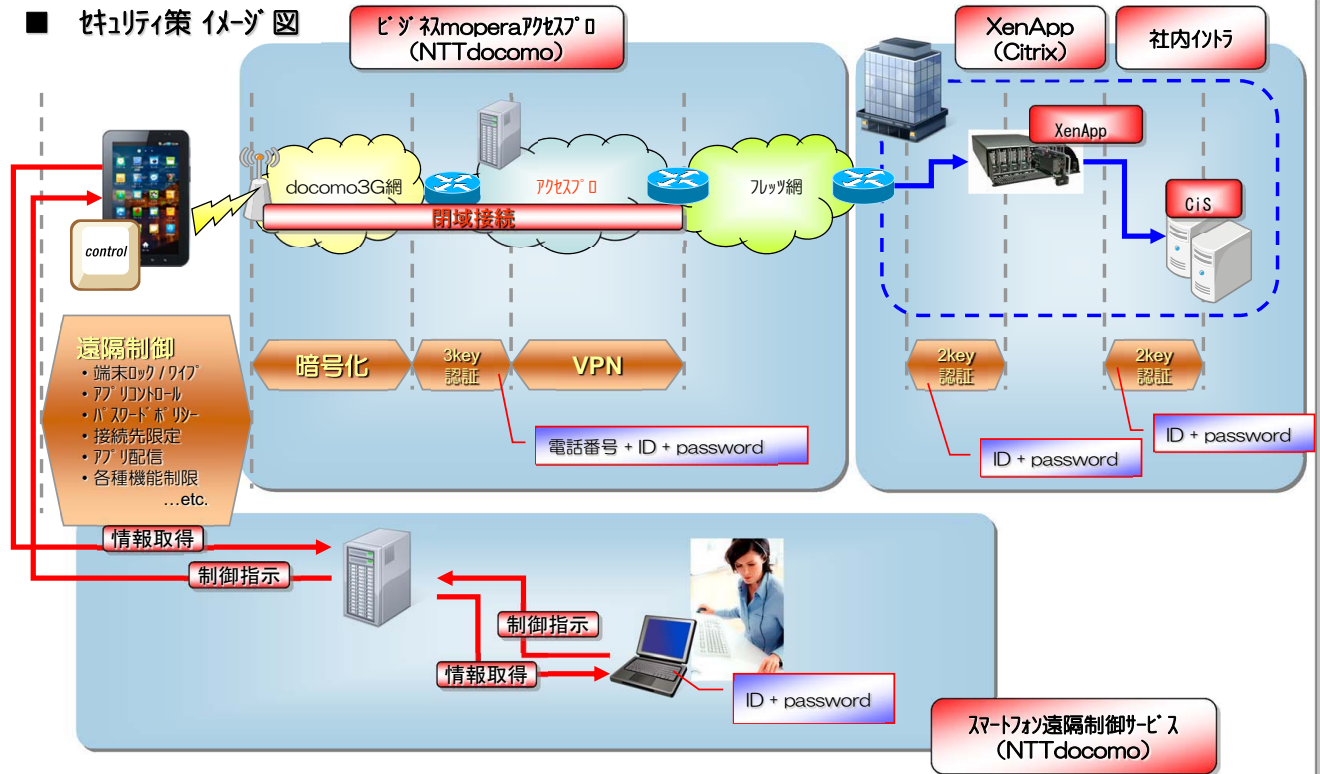 ■ セキュリティ策 イメージ図
ビジネスmoperaアクセスプロ
(NTTdocomo)
XenApp
(Citrix)
社内イントラ
XenApp
docomo3G網
アクセスプロ
フレッツ網
閉域接続
CiS
control
遠隔制御
・端末ロック/ワイプ
・アプリコントロール
・パスワードポリシー
・接続先限定
・アプリ配信
・各種機能制限
…etc.
暗号化
3key
認証
VPN
2key
認証
2key
認証
電話番号 + ID + password
ID + password
ID + password
情報取得
制御指示
制御指示
情報取得
ID + password
スマートフォン遠隔制御サービス
(NTTdocomo)